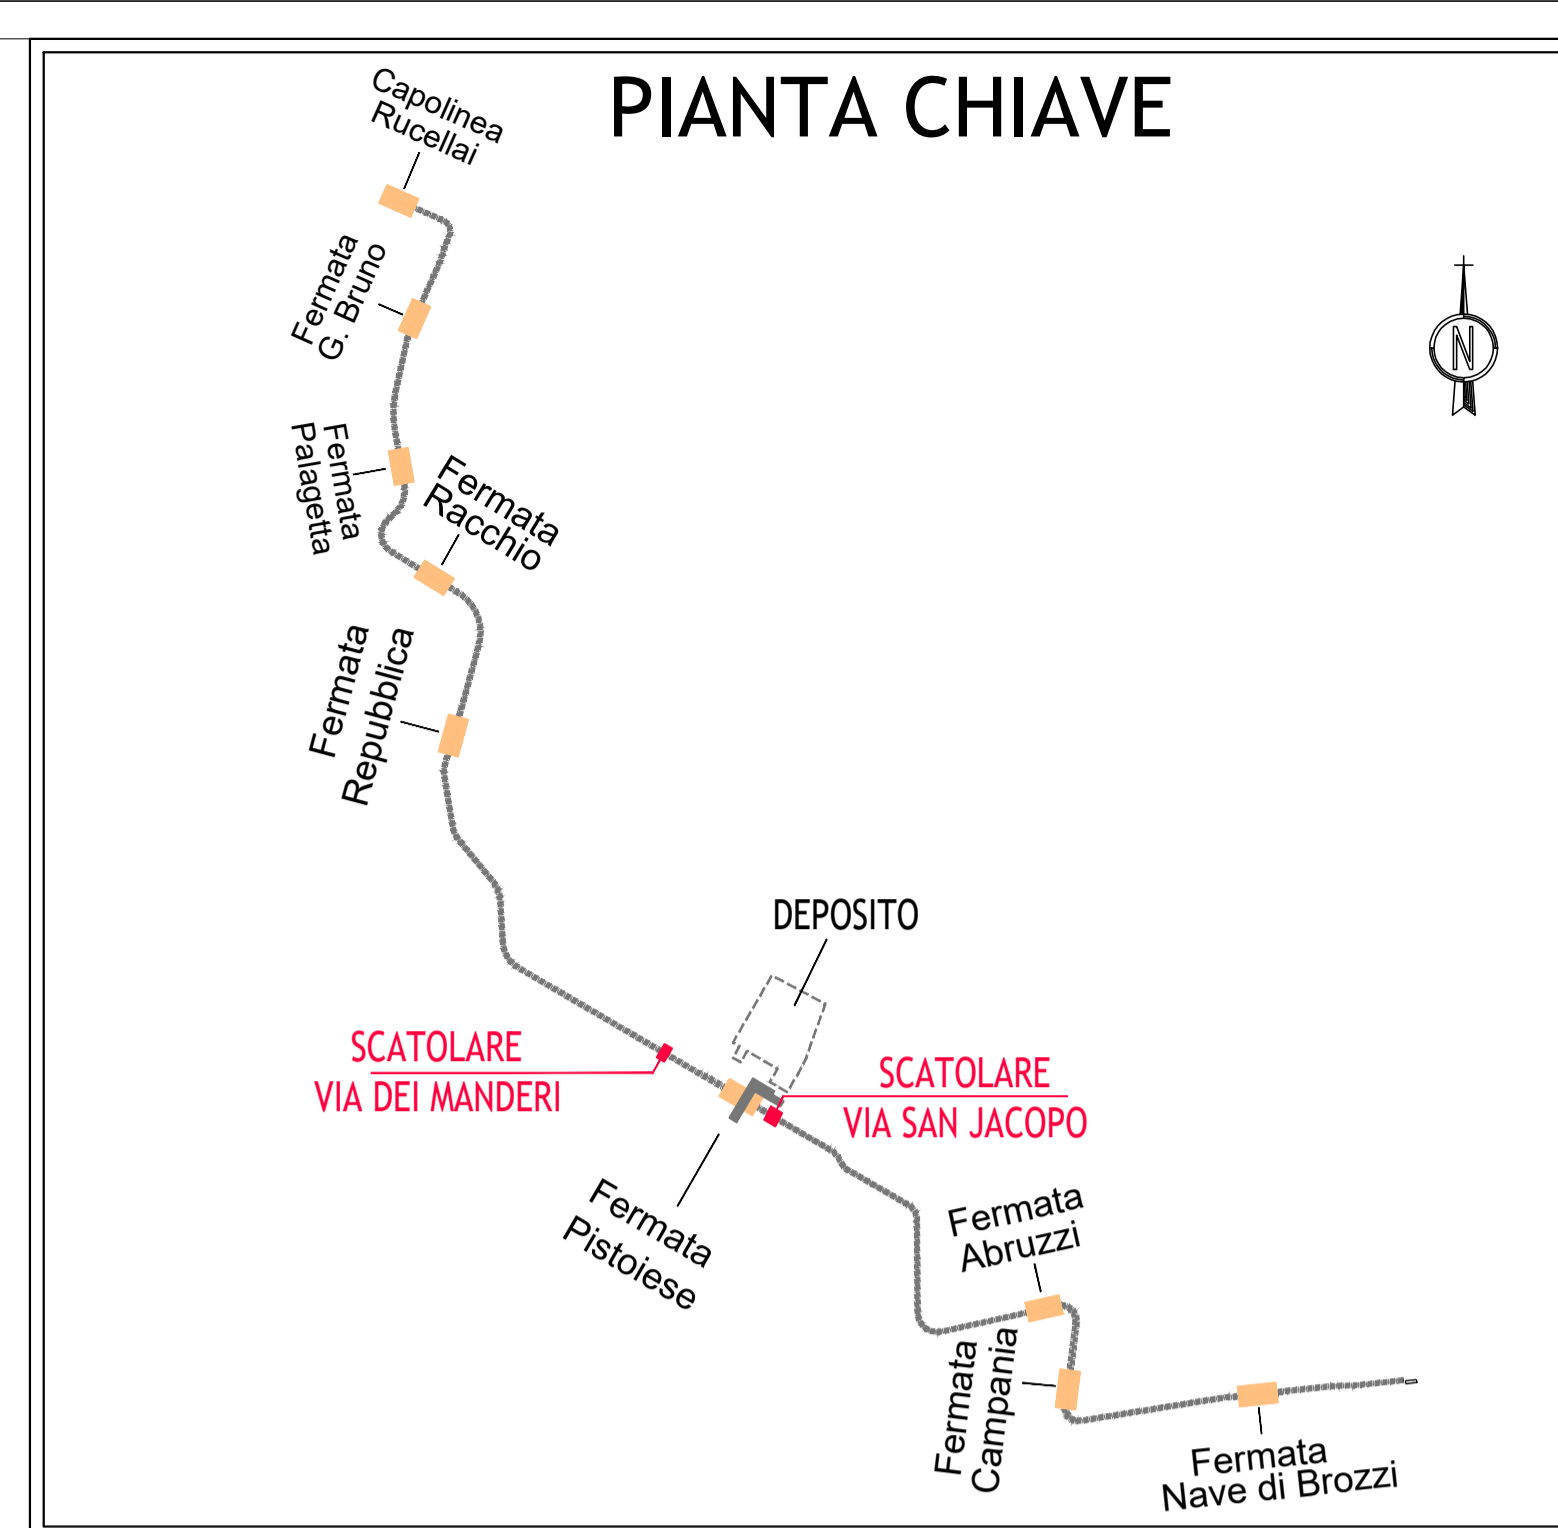 PIANTA CHIAVE
Capolinea
Rucellai
Fermata
G. Bruno
N
Fermata
Palagetta
Fermata
Racchio
Fermata
Repubblica
DEPOSITO
SCATOLARE
VIA DEI MANDERI
SCATOLARE
VIA SAN JACOPO
Fermata
Pistoiese
Fermata
Abruzzi
Fermata
Campania
Fermata
Nave di Brozzi